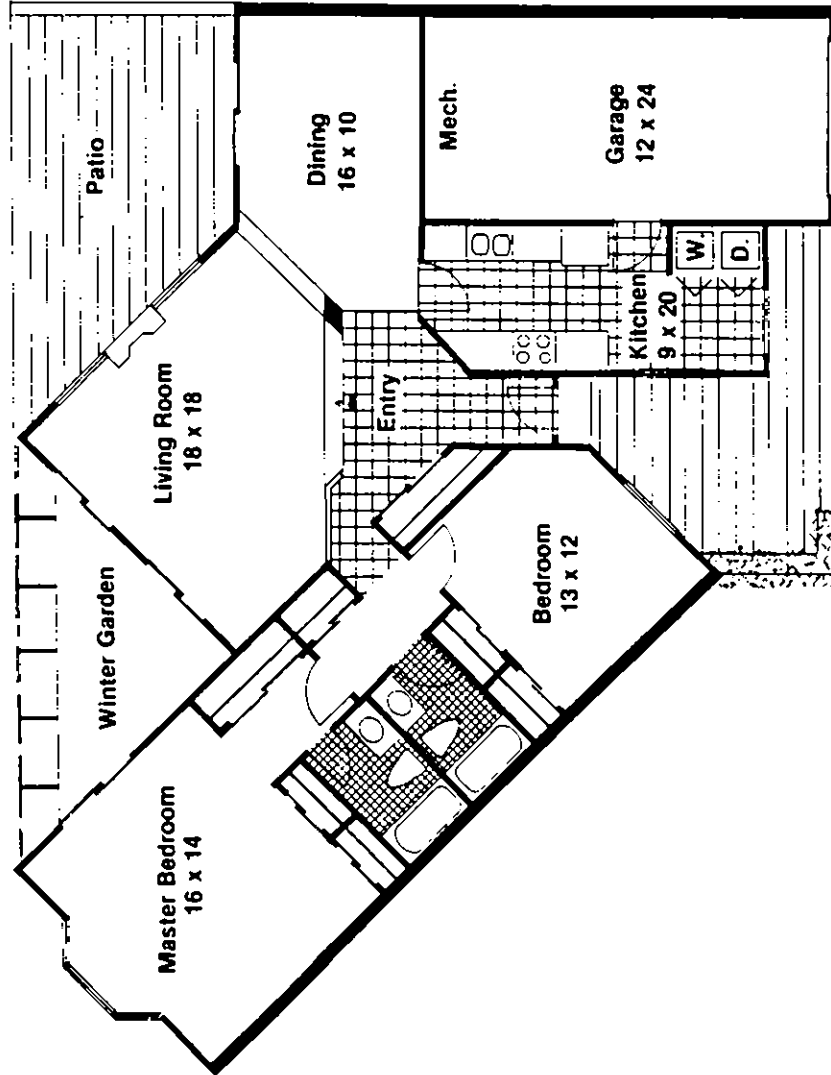 Patio
Dining
16 x 10
Mech.
Garage
12 x 24
Living Room
18 x 18
Entry
Kitchen
9 x 20
W.
D.
Winter Garden
Bedroom
13 x 12
Master Bedroom
16 x 14